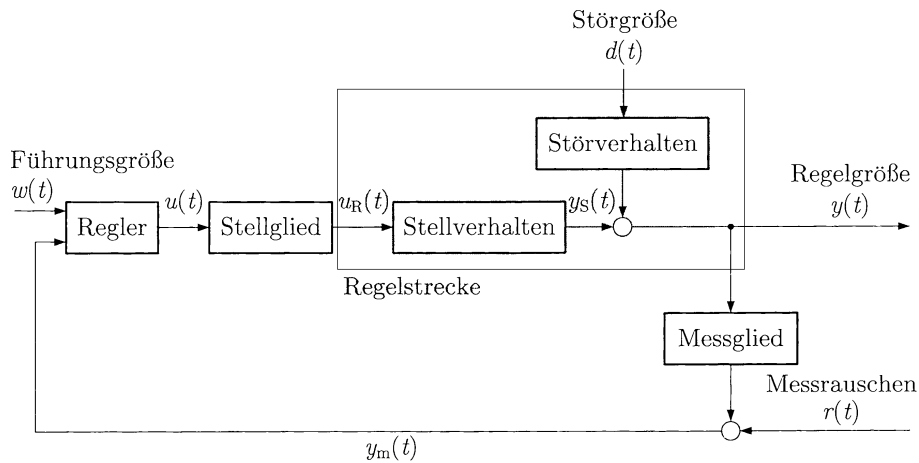 Störgröße
d(t)
Störverhalten
Führungsgröße
w(t)
Regler
u(t)
Stellglied
u_R(t)
Stellverhalten
y_S(t)
Regelgröße
y(t)
Regelstrecke
Messglied
Messrauschen
r(t)
y_m(t)